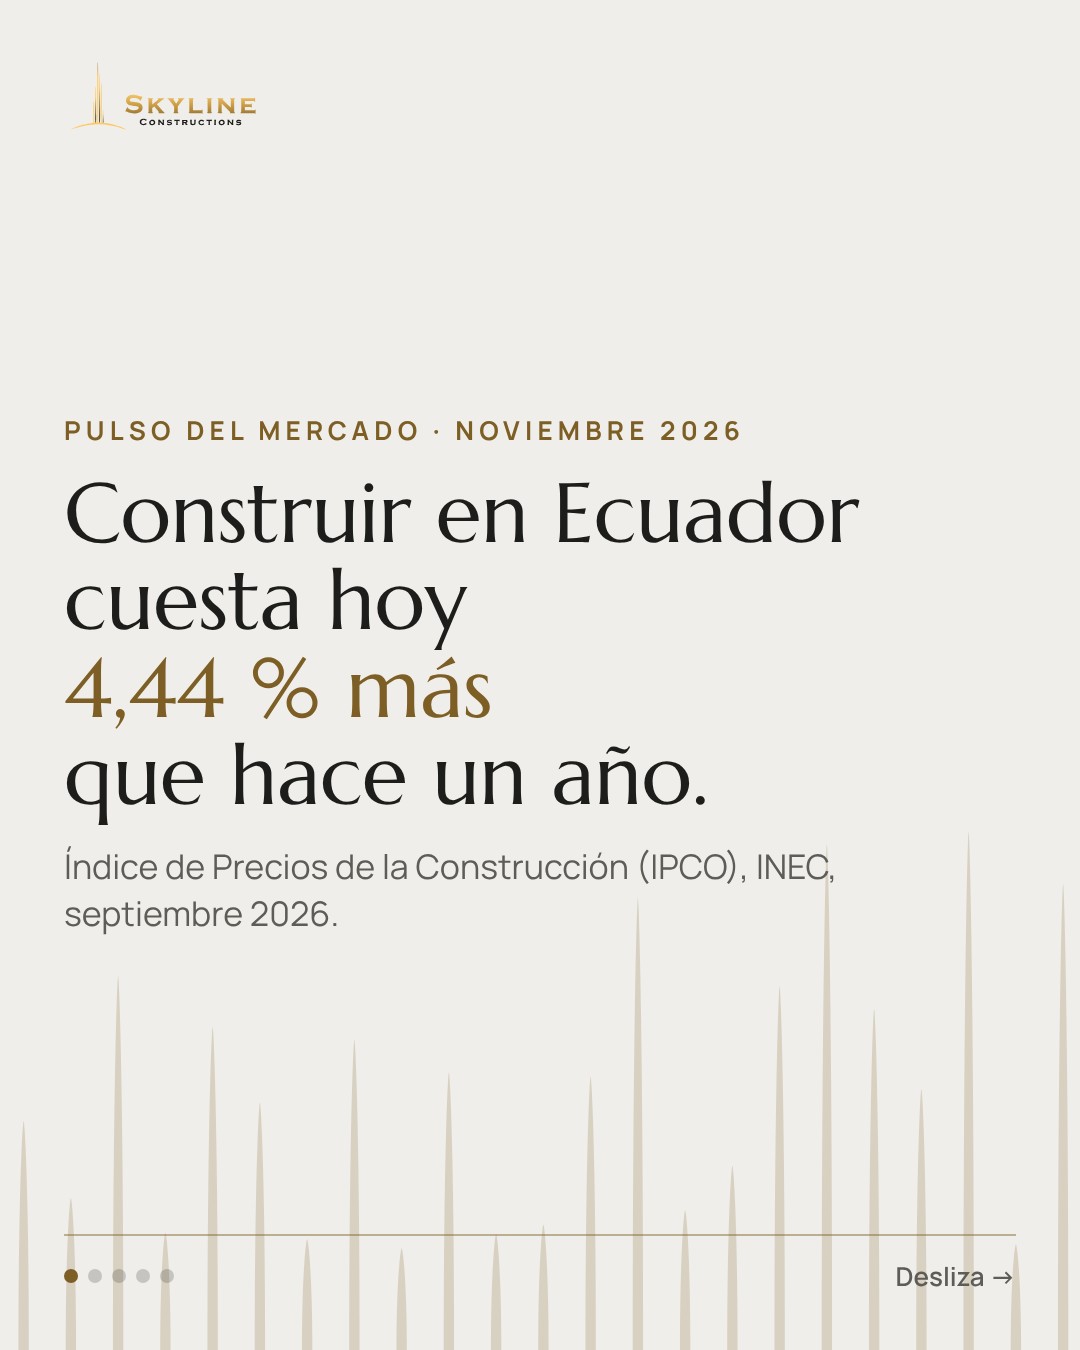 SKYLINE
CONSTRUCTIONS
PULSO DEL MERCADO · NOVIEMBRE 2026
Construir en Ecuador
cuesta hoy
4,44 % más
que hace un año.
Índice de Precios de la Construcción (IPCO), INEC,
septiembre 2026.
Desliza →